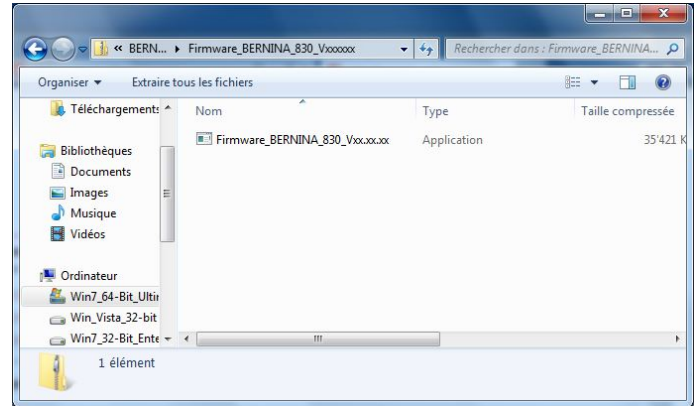 « BERN... ▸ Firmware_BERNINA_830_Vxxxxxx
Rechercher dans : Firmware_BERNINA...
Organiser ▾ Extraire tous les fichiers
Téléchargements
Bibliothèques
Documents
Images
Musique
Vidéos
Ordinateur
Win7_64-Bit_Ultir
Win_Vista_32-bit
Win7_32-Bit_Ente
Nom Type Taille compressée
Firmware_BERNINA_830_Vxx.xx.xx Application 35'421 K
1 élément